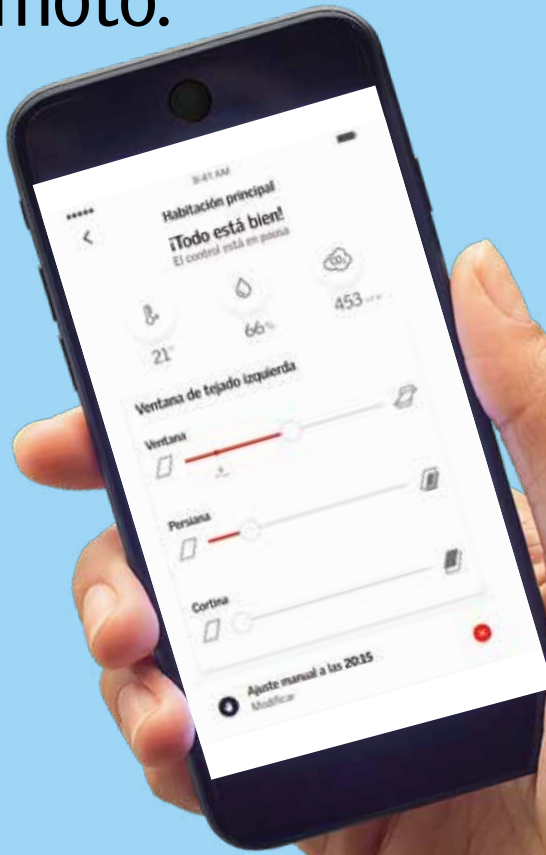 moto.
9:41 AM
Habitación principal
¡Todo está bien!
El control está en pausa
21°
66 %
453
Ventana de tejado izquierda
Ventana
Persiana
Cortina
Ajuste manual a las 20:15
Modificar